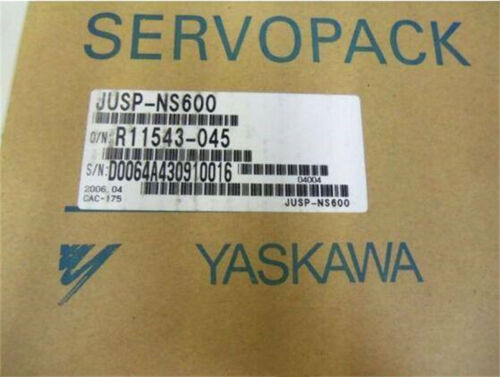 SERVOPACK
JUSP-NS600
O/N: R11543-045
S/N: D0064A430910016
04004
2006.04
CAC-175
JUSP-NS600
YASKAWA